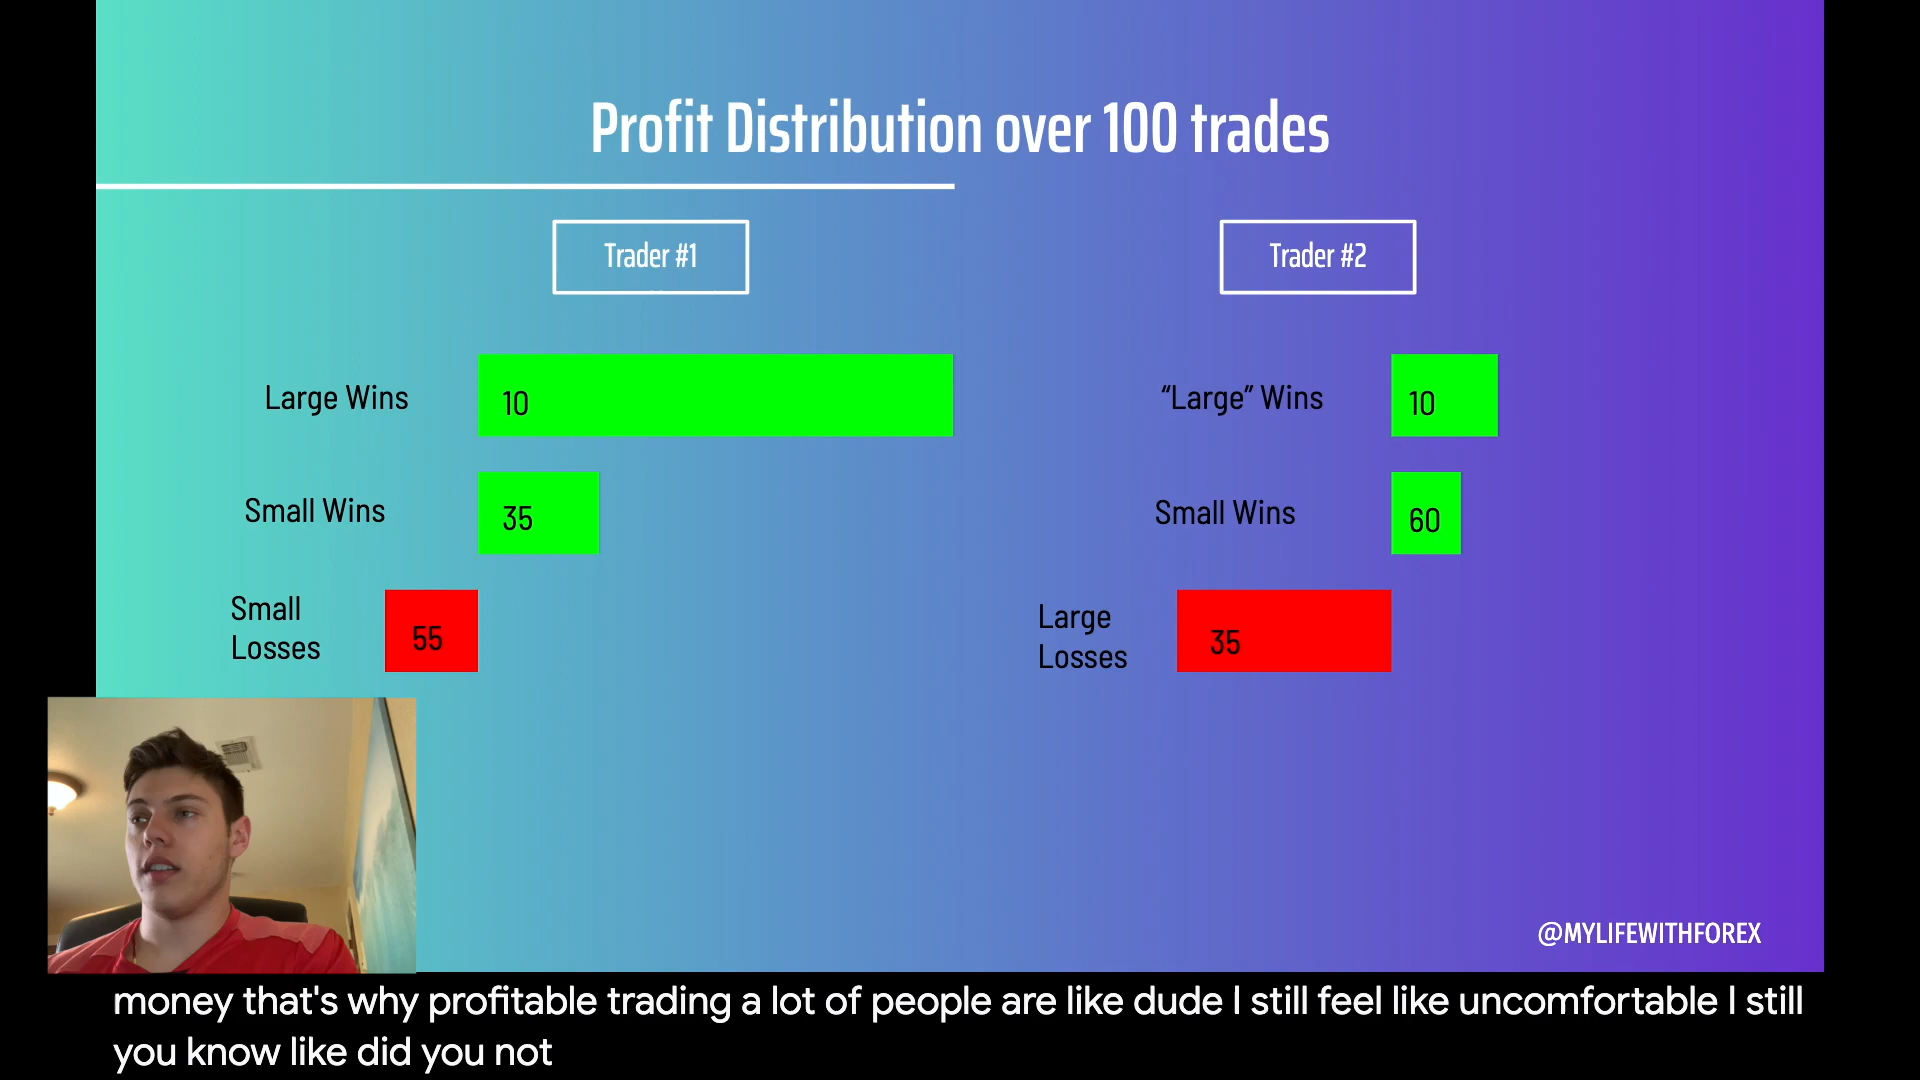 Profit Distribution over 100 trades
Trader #1
Trader #2
Large Wins
10
“Large” Wins
10
Small Wins
35
Small Wins
60
Small
Losses
55
Large
Losses
35
@MYLIFEWITHFOREX
money that's why profitable trading a lot of people are like dude I still feel like uncomfortable I still
you know like did you not